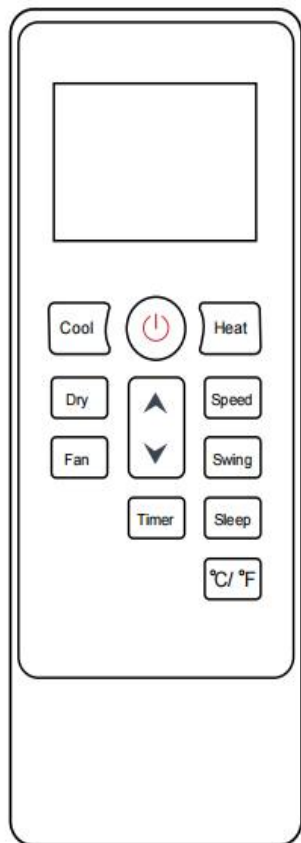 Cool
Heat
Dry
Speed
Fan
Swing
Timer
Sleep
°C/ °F